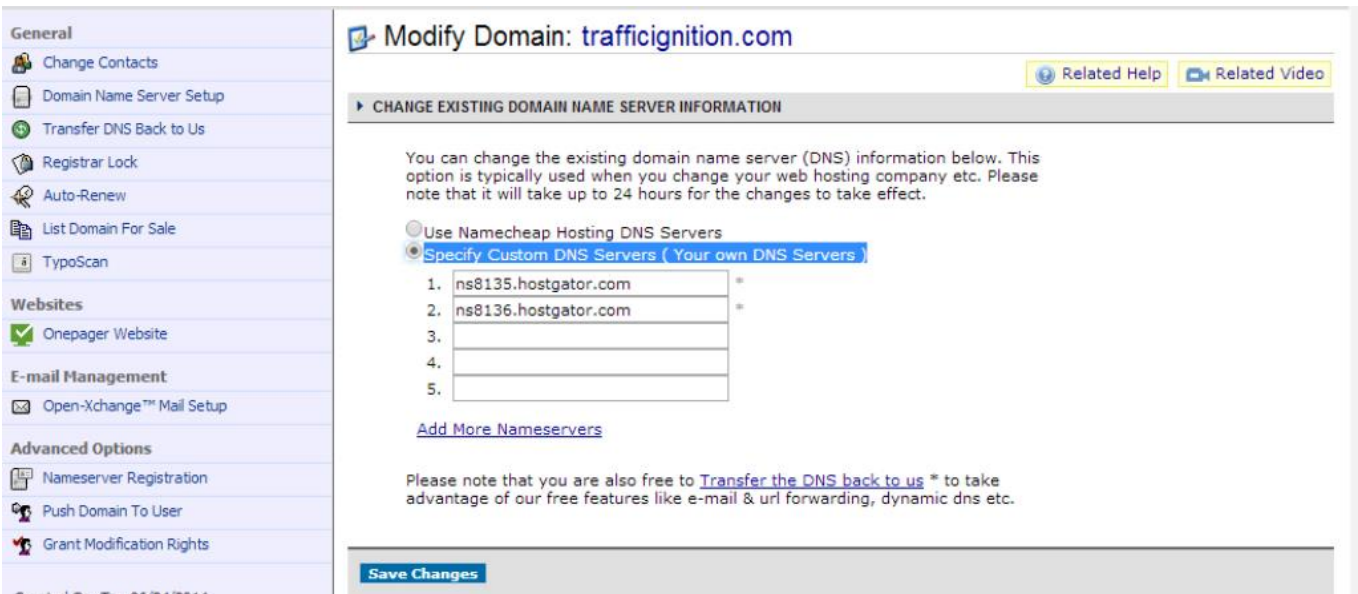 General
Change Contacts
Domain Name Server Setup
Transfer DNS Back to Us
Registrar Lock
Auto-Renew
List Domain For Sale
TypoScan
Websites
Onepager Website
E-mail Management
Open-Xchange™ Mail Setup
Advanced Options
Nameserver Registration
Push Domain To User
Grant Modification Rights
Modify Domain: trafficignition.com
Related Help
Related Video
CHANGE EXISTING DOMAIN NAME SERVER INFORMATION
You can change the existing domain name server (DNS) information below. This
option is typically used when you change your web hosting company etc. Please
note that it will take up to 24 hours for the changes to take effect.
Use Namecheap Hosting DNS Servers
Specify Custom DNS Servers ( Your own DNS Servers )
1. ns8135.hostgator.com *
2. ns8136.hostgator.com *
3.
4.
5.
Add More Nameservers
Please note that you are also free to Transfer the DNS back to us * to take
advantage of our free features like e-mail & url forwarding, dynamic dns etc.
Save Changes